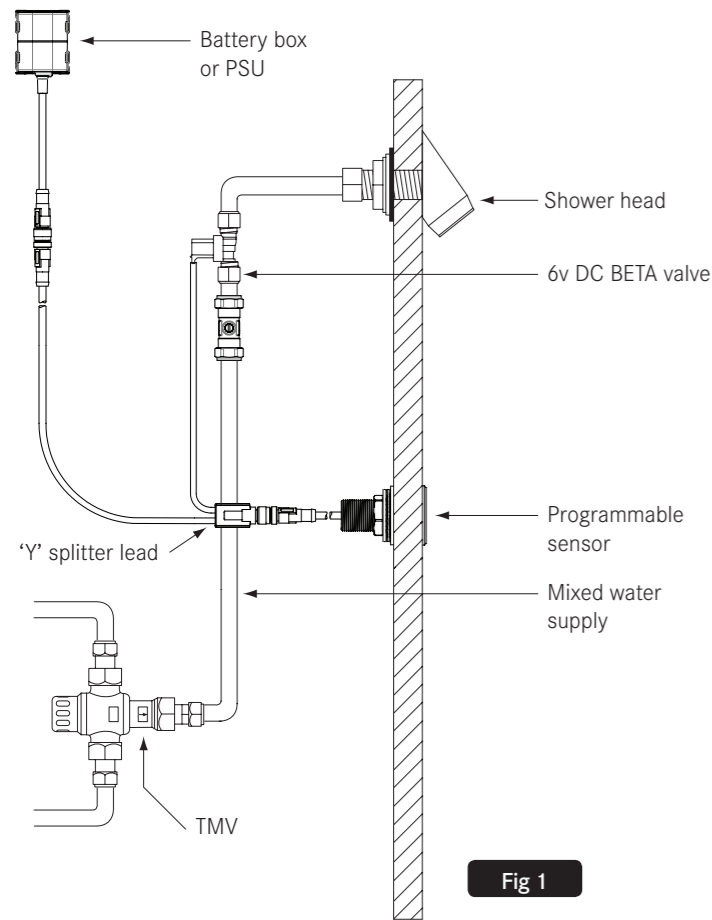 Battery box
or PSU
Shower head
6v DC BETA valve
Programmable
sensor
‘Y’ splitter lead
Mixed water
supply
TMV
Fig 1